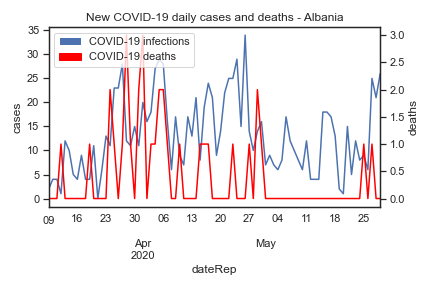 New COVID-19 daily cases and deaths - Albania
COVID-19 infections
COVID-19 deaths
cases
35
30
25
20
15
10
5
0
3.0
2.5
2.0
1.5
1.0
0.5
0.0
deaths
09 16 23 30 06 13 20 27 04 11 18 25
Apr May
2020
dateRep